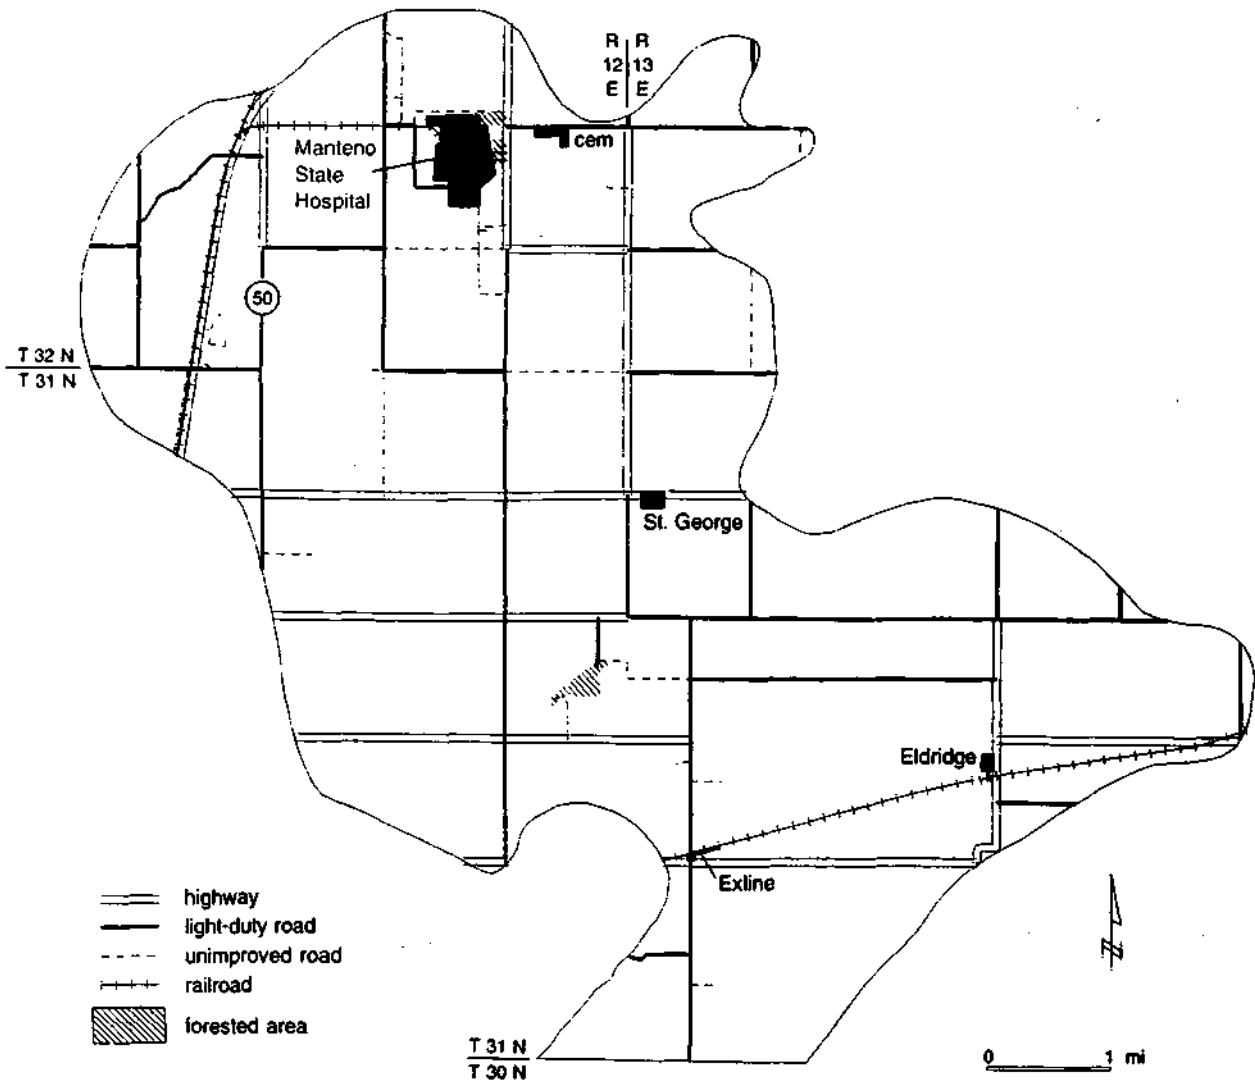 R R
12 13
E E
cem
Manteno
State
Hospital
50
T 32 N
T 31 N
St. George
Eldridge
Exline
highway
light-duty road
unimproved road
railroad
forested area
N
T 31 N
T 30 N
0 1 mi